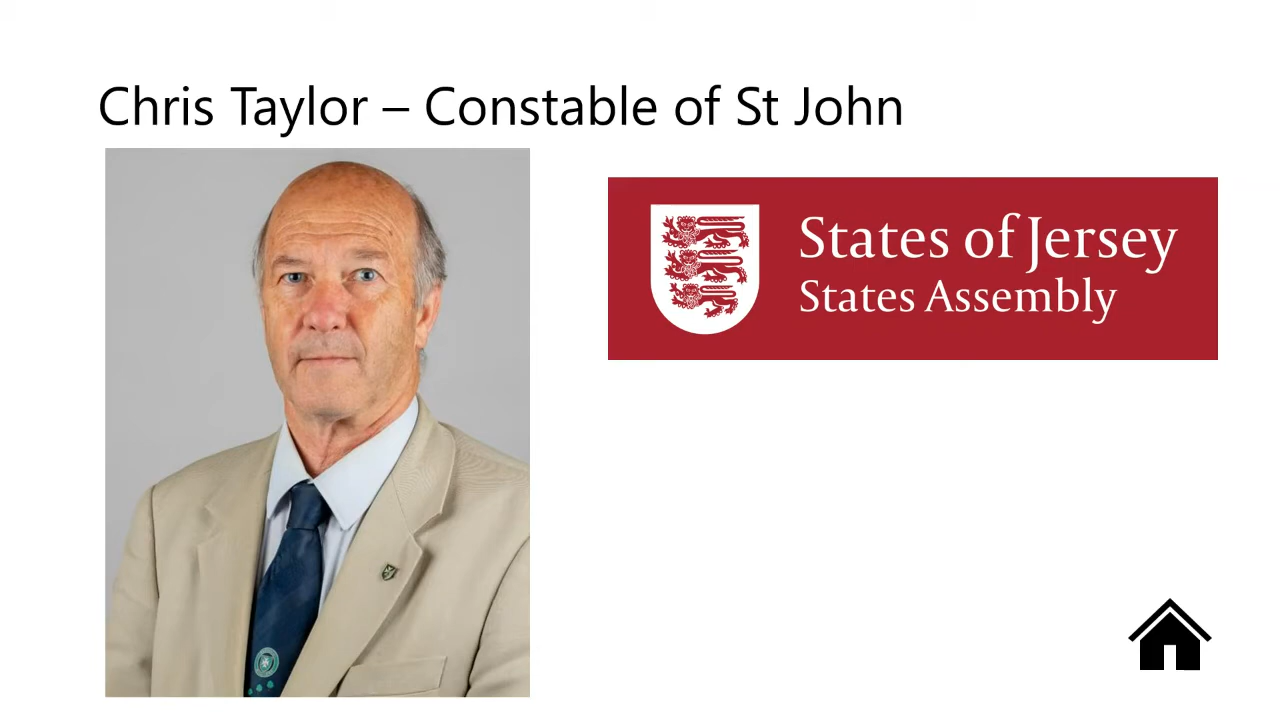 Chris Taylor – Constable of St John
States of Jersey
States Assembly